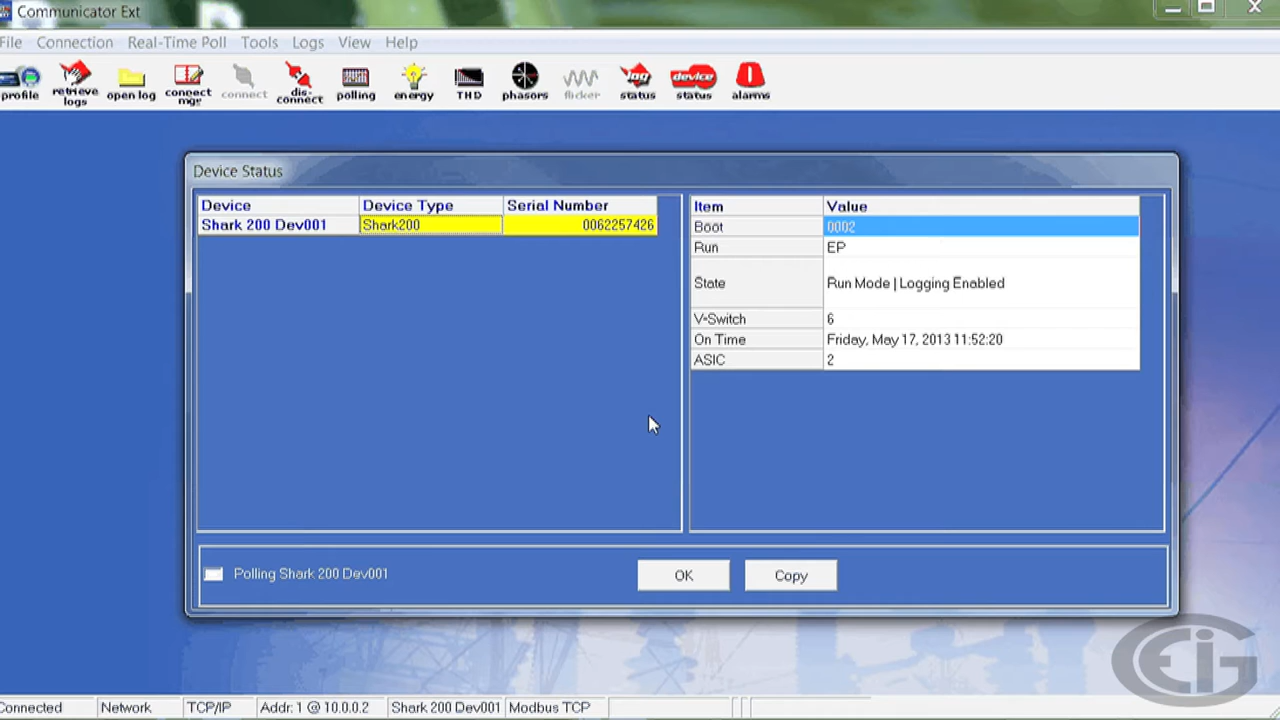 Communicator Ext
File Connection Real-Time Poll Tools Logs View Help
profile retrieve logs open log connect mgr connect dis-connect polling energy THD phasors flicker log status device status alarms
Device Status
Device Device Type Serial Number
Shark 200 Dev001 Shark200 0062257426
Item Value
Boot 0002
Run EP
State Run Mode | Logging Enabled
V-Switch 6
On Time Friday, May 17, 2013 11:52:20
ASIC 2
Polling Shark 200 Dev001
OK Copy
EIG
Connected Network TCP/IP Addr: 1 @ 10.0.0.2 Shark 200 Dev001 Modbus TCP